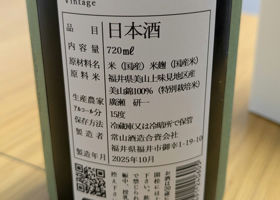 Vintage
品目 日本酒
内容量 720㎖
原材料名 米(国産)米麹(国産米)
原料米 福井県美山上味見地区産
美山錦100%(特別栽培米)
生産農家 廣瀬 研一
アルコール分 15度
保存方法 冷蔵庫又は冷暗所で保管
製造者 常山酒造合資会社
福井県福井市御幸1-19-10
製造年月 2025年10月